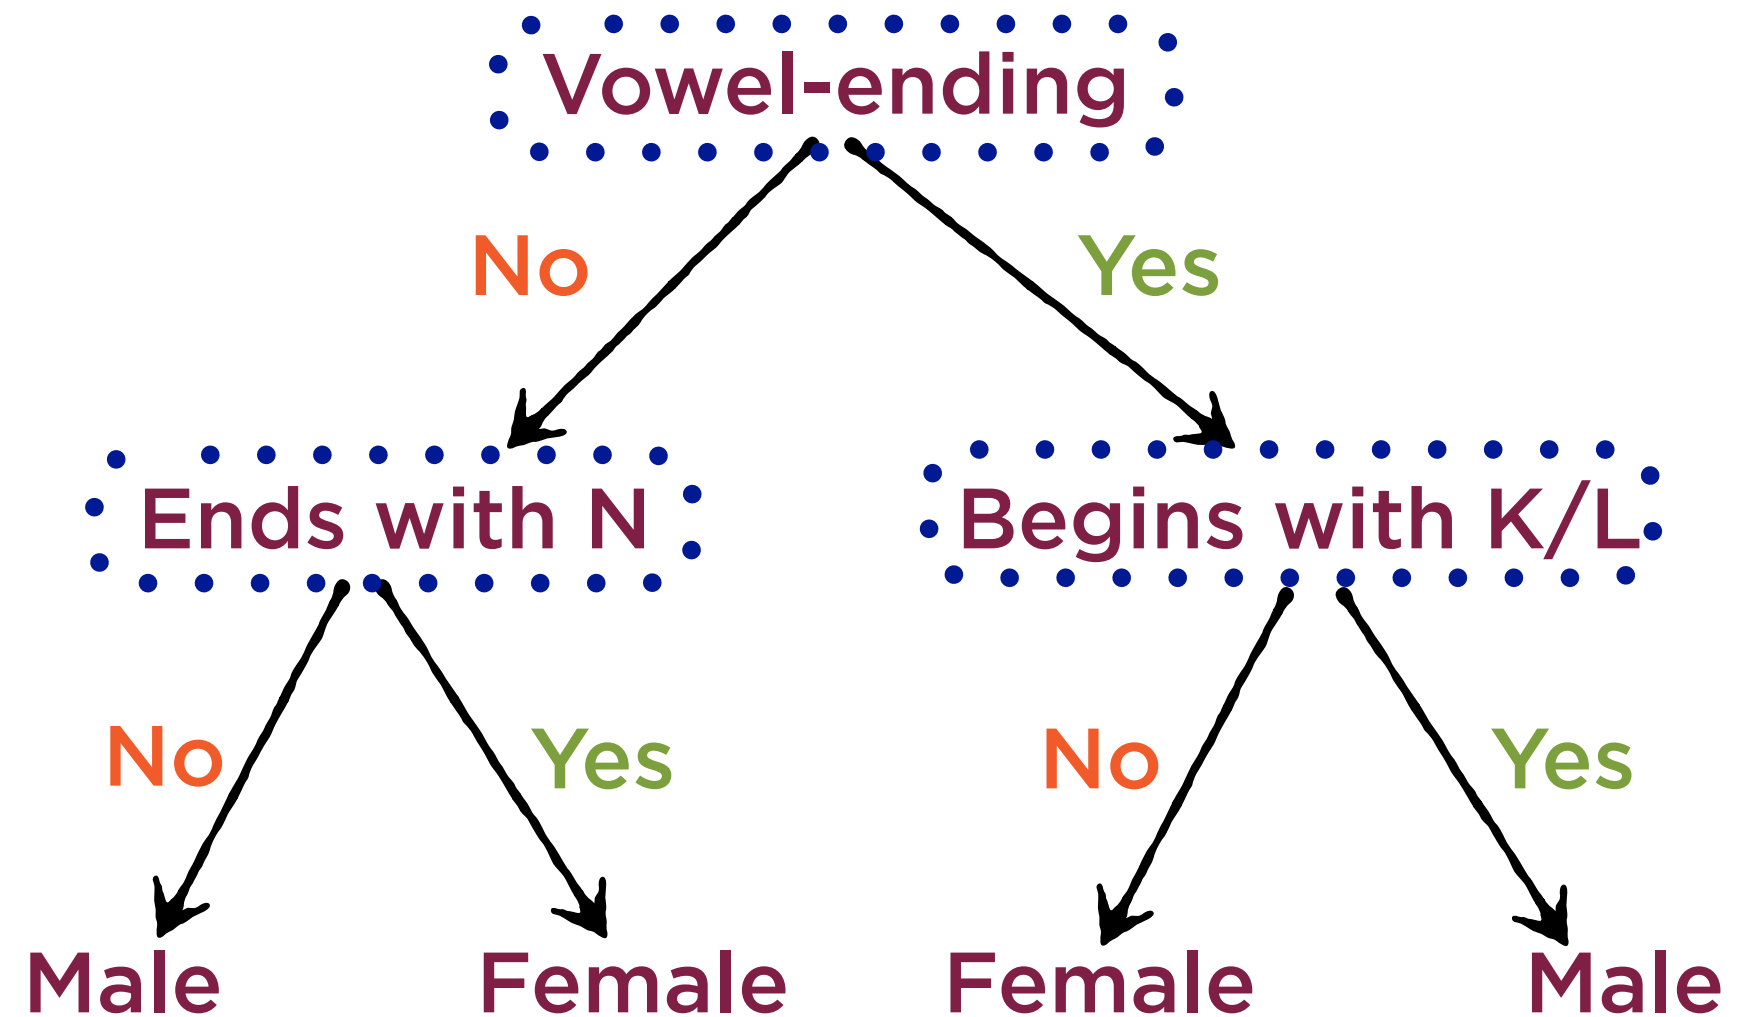 Vowel-ending
No
Yes
Ends with N
Begins with K/L
No
Yes
No
Yes
Male
Female
Female
Male